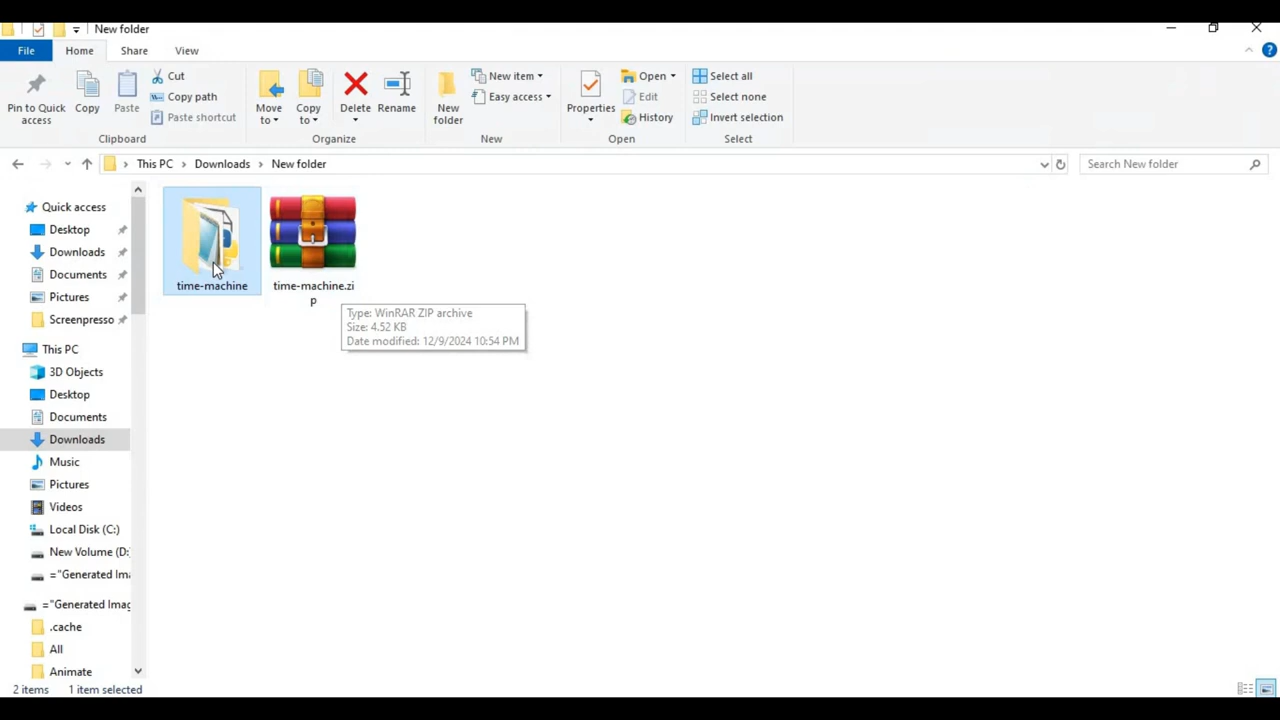 New folder
File Home Share View
Pin to Quick access
Copy
Paste
Cut
Copy path
Paste shortcut
Clipboard
Move to
Copy to
Delete
Rename
Organize
New folder
New item
Easy access
New
Properties
Open
Edit
History
Open
Select all
Select none
Invert selection
Select
This PC > Downloads > New folder
Search New folder
Quick access
Desktop
Downloads
Documents
Pictures
Screenpresso
This PC
3D Objects
Desktop
Documents
Downloads
Music
Pictures
Videos
Local Disk (C:)
New Volume (D:
="Generated Ima
="Generated Imag
.cache
All
Animate
time-machine
time-machine.zi
p
Type: WinRAR ZIP archive
Size: 4.52 KB
Date modified: 12/9/2024 10:54 PM
2 items 1 item selected